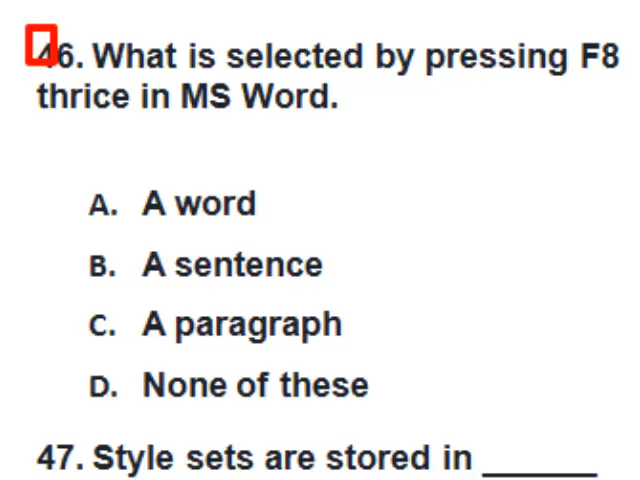 46. What is selected by pressing F8
thrice in MS Word.
A. A word
B. A sentence
C. A paragraph
D. None of these
47. Style sets are stored in ______